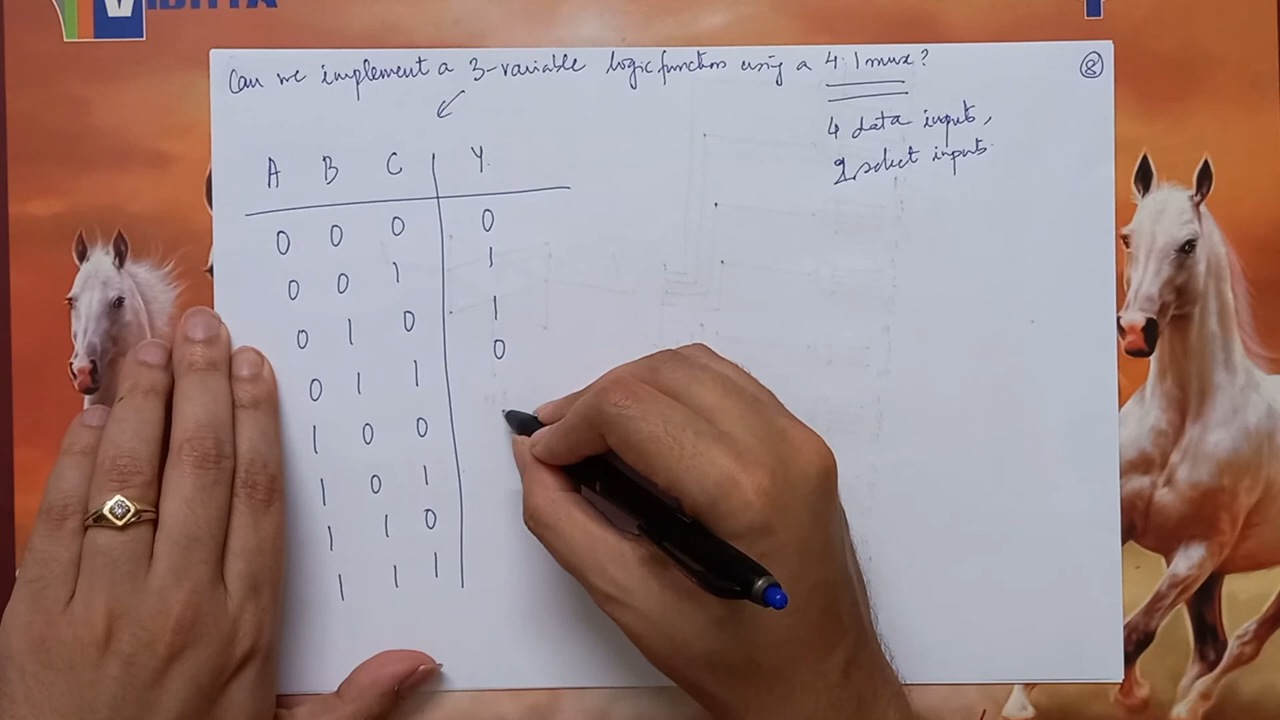 Can we implement a 3-variable logic function using a 4:1 mux?
8
4 data inputs,
2 select inputs.
A B C Y
0 0 0 0
0 0 1 1
0 1 0 1
0 1 1 0
1 0 0
1 0 1
1 1 0
1 1 1